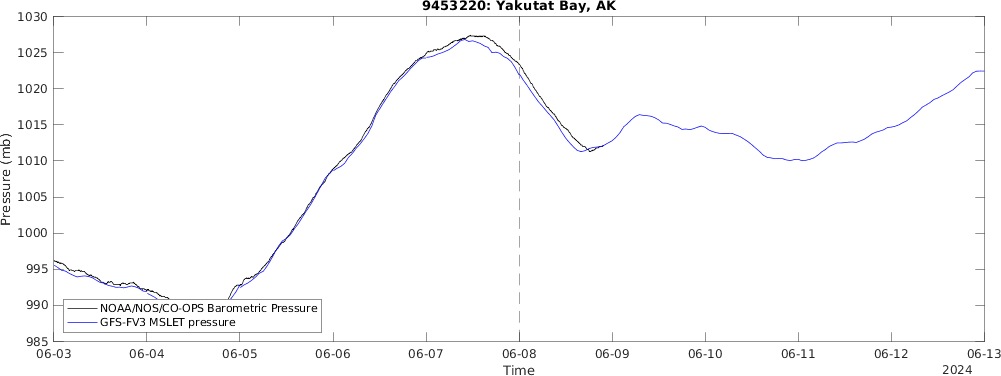 9453220: Yakutat Bay, AK
Pressure (mb)
1030
1025
1020
1015
1010
1005
1000
995
990
985
NOAA/NOS/CO-OPS Barometric Pressure
GFS-FV3 MSLET pressure
06-03 06-04 06-05 06-06 06-07 06-08 06-09 06-10 06-11 06-12 06-13
Time
2024